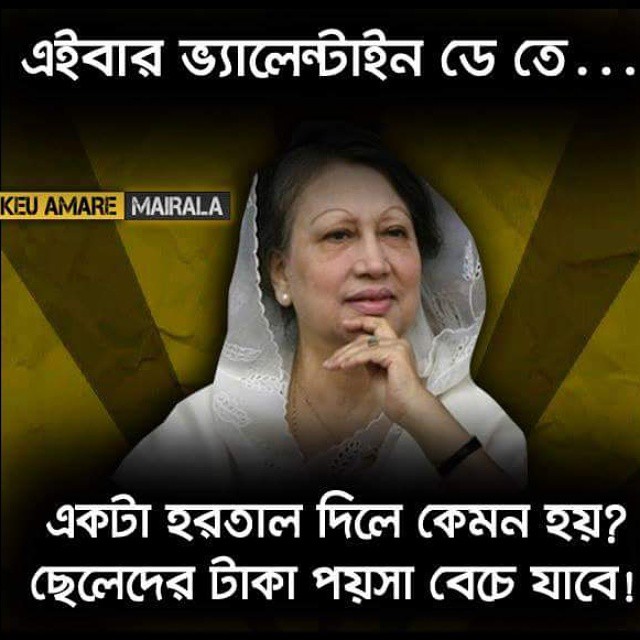 এইবার ভ্যালেন্টাইন ডে তে...
KEU AMARE MAIRALA
একটা হরতাল দিলে কেমন হয়?
ছেলেদের টাকা পয়সা বেচে যাবে!